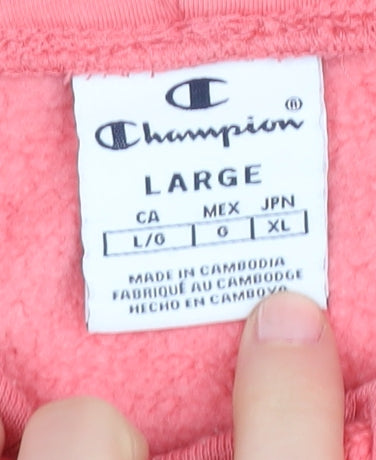 Champion®
LARGE
CA MEX JPN
L/G G XL
MADE IN CAMBODIA
FABRIQUÉ AU CAMBODGE
HECHO EN CAMBOYA